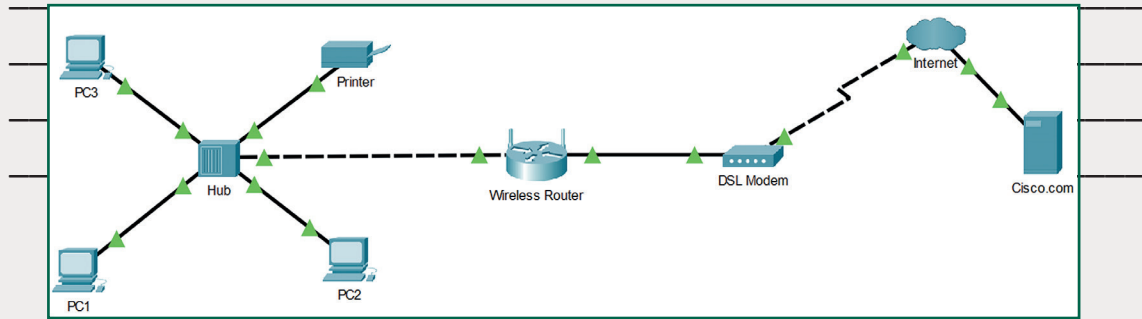 PC3
Printer
Internet
Hub
Wireless Router
DSL Modem
Cisco.com
PC1
PC2